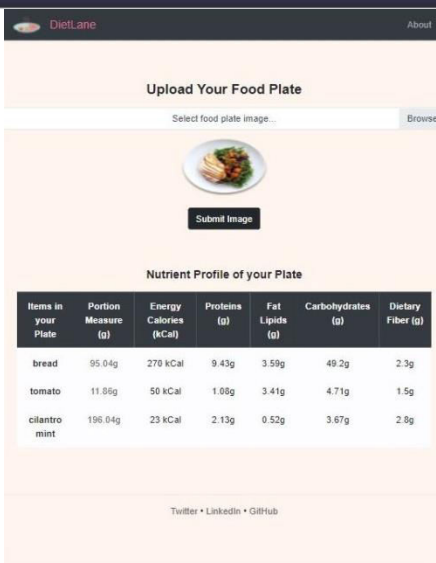 DietLane About
Upload Your Food Plate
Select food plate image... Browse
Submit Image
Nutrient Profile of your Plate
Items in your Plate Portion Measure (g) Energy Calories (kCal) Proteins (g) Fat Lipids (g) Carbohydrates (g) Dietary Fiber (g)
bread 95.04g 270 kCal 9.43g 3.59g 49.2g 2.3g
tomato 11.86g 50 kCal 1.08g 3.41g 4.71g 1.5g
cilantro mint 196.04g 23 kCal 2.13g 0.52g 3.67g 2.8g
Twitter • LinkedIn • GitHub